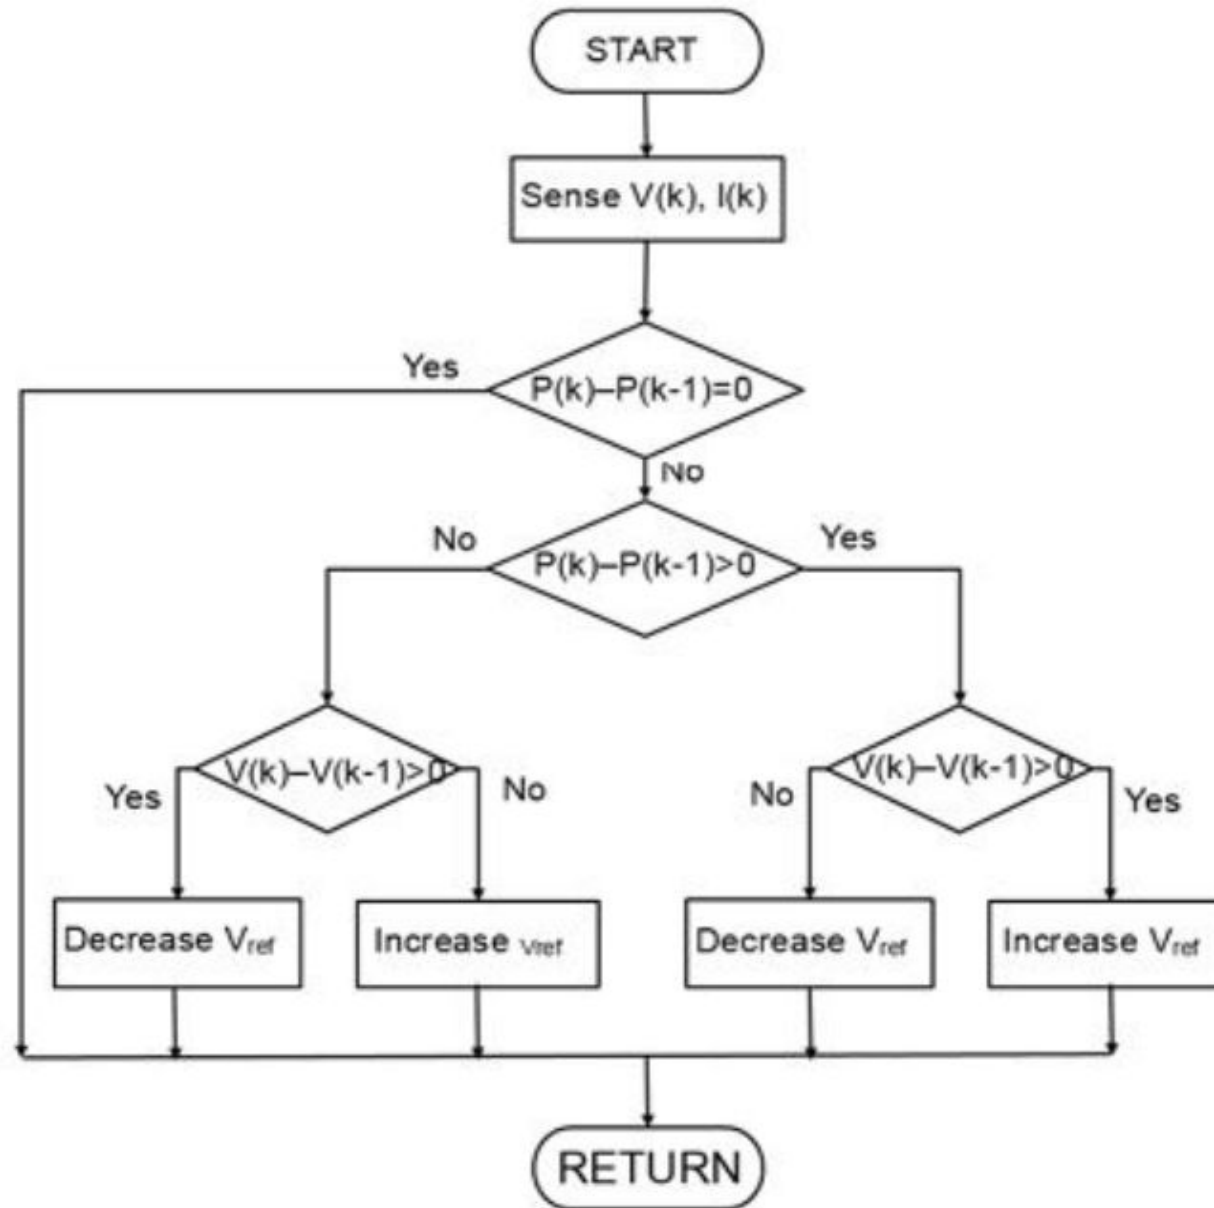 START
Sense V(k), I(k)
Yes
P(k)–P(k-1)=0
No
No
P(k)–P(k-1)>0
Yes
Yes
V(k)–V(k-1)>0
No
No
V(k)–V(k-1)>0
Yes
Decrease Vref
Increase Vref
Decrease Vref
Increase Vref
RETURN